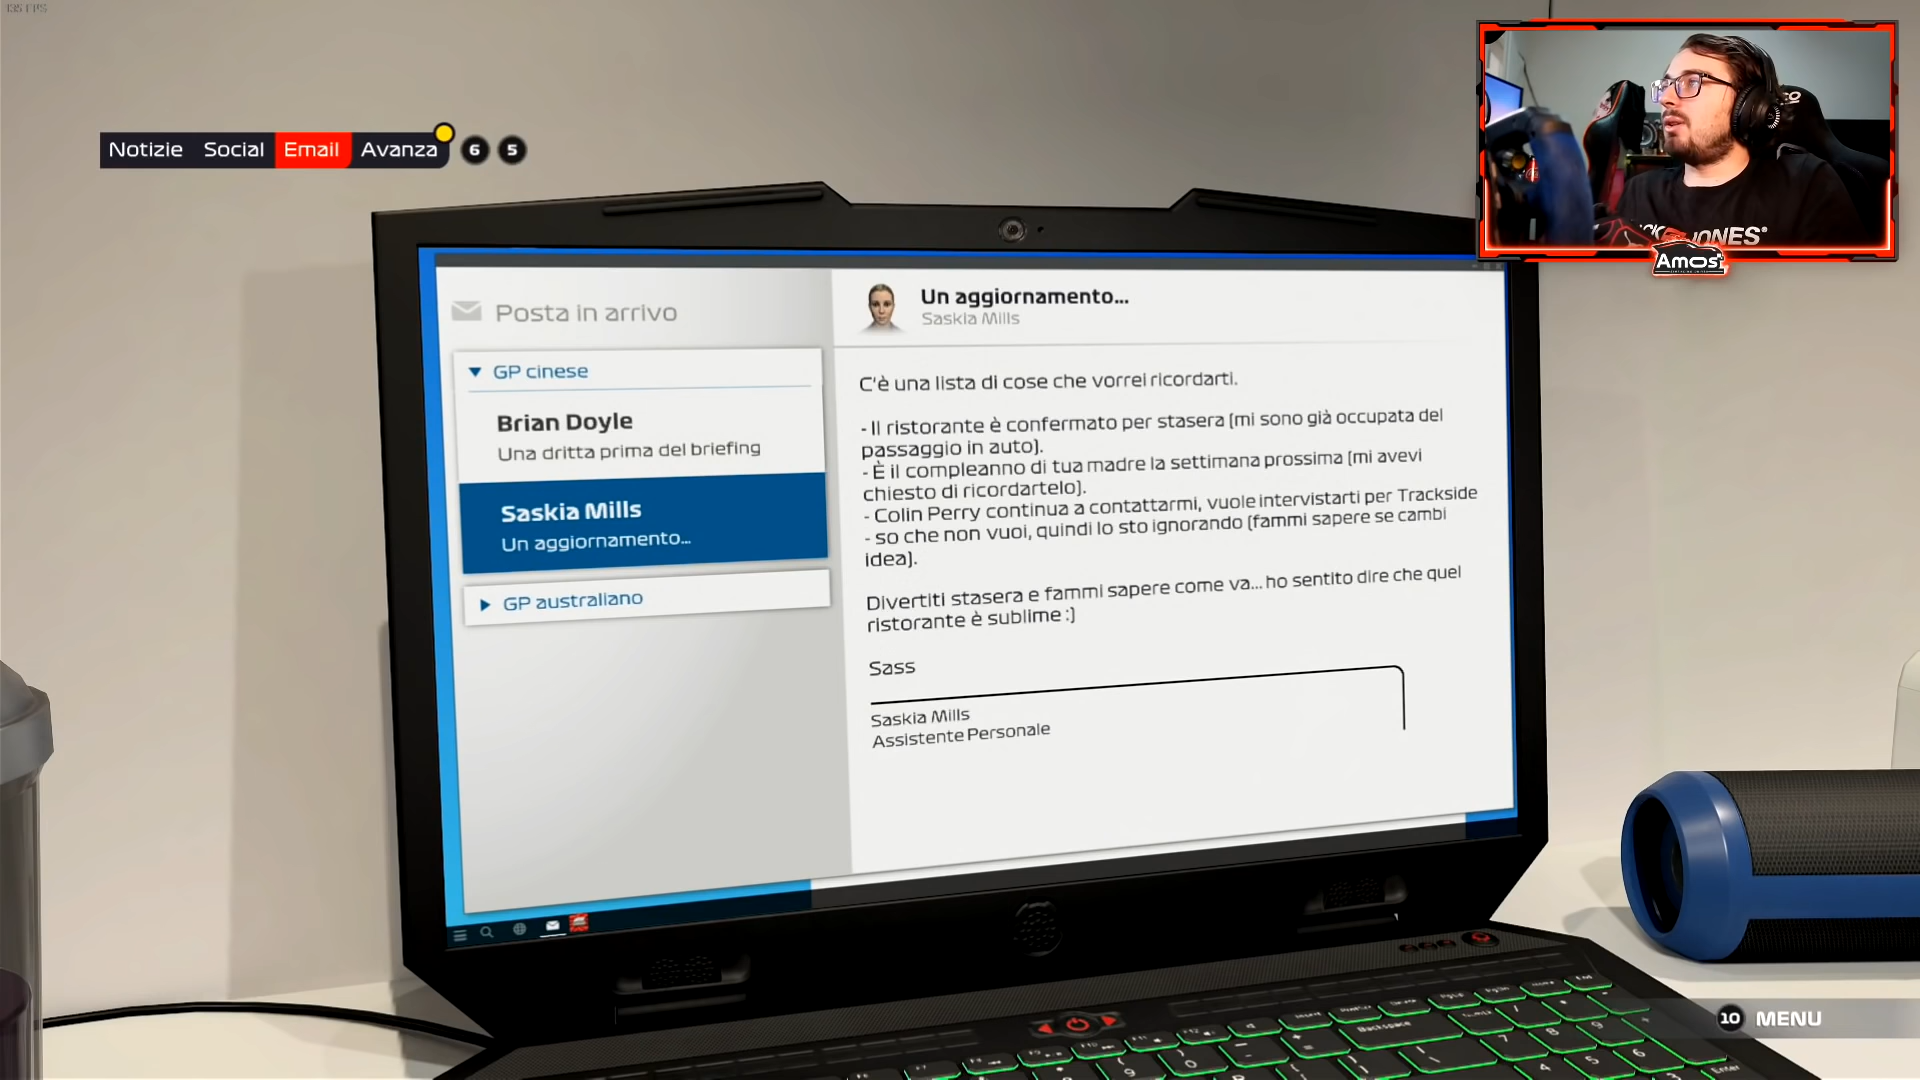 135 FPS
Notizie Social Email Avanza 6 5
Posta in arrivo
GP cinese
Brian Doyle
Una dritta prima del briefing
Saskia Mills
Un aggiornamento...
GP australiano
Un aggiornamento...
Saskia Mills
C'è una lista di cose che vorrei ricordarti.
- Il ristorante è confermato per stasera (mi sono già occupata del
passaggio in auto).
- È il compleanno di tua madre la settimana prossima (mi avevi
chiesto di ricordartelo).
- Colin Perry continua a contattarmi, vuole intervistarti per Trackside
- so che non vuoi, quindi lo sto ignorando (fammi sapere se cambi
idea).
Divertiti stasera e fammi sapere come va... ho sentito dire che quel
ristorante è sublime :)
Sass
Saskia Mills
Assistente Personale
JONES®
Amos
Backspace
Enter
10 MENU